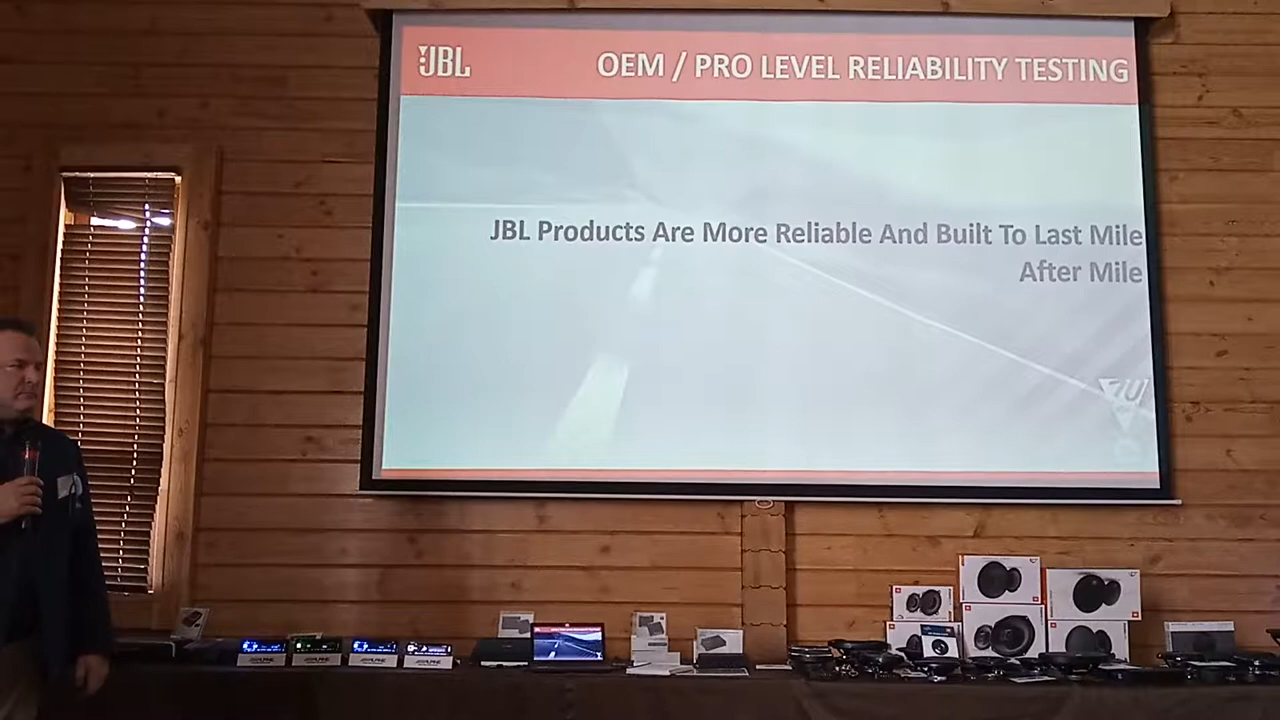 JBL
OEM / PRO LEVEL RELIABILITY TESTING
JBL Products Are More Reliable And Built To Last Mile
After Mile
ALPINE
ALPINE
ALPINE
ALPINE